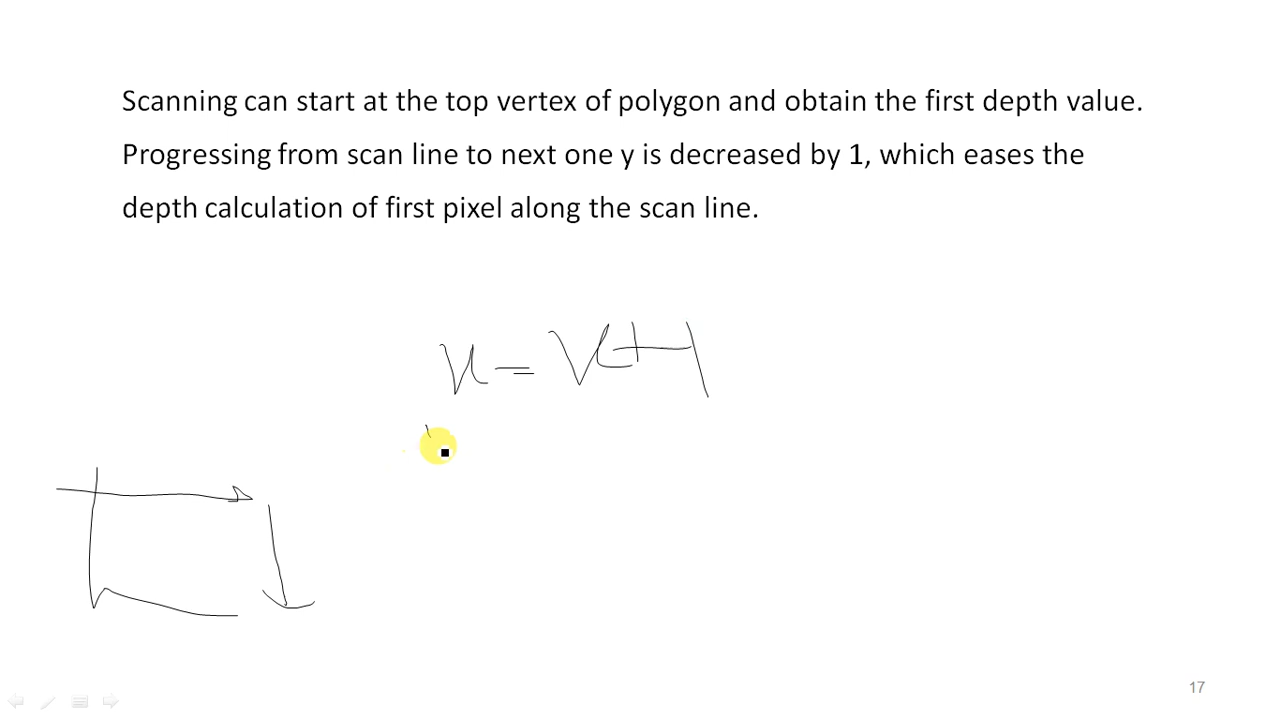 Scanning can start at the top vertex of polygon and obtain the first depth value.
Progressing from scan line to next one y is decreased by 1, which eases the
depth calculation of first pixel along the scan line.
17